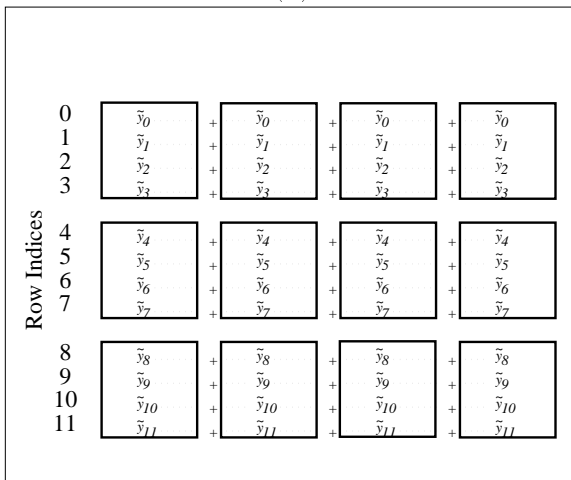 0 ỹ0 + ỹ0 + ỹ0 + ỹ0
1 ỹ1 + ỹ1 + ỹ1 + ỹ1
2 ỹ2 + ỹ2 + ỹ2 + ỹ2
3 ỹ3 + ỹ3 + ỹ3 + ỹ3
Row Indices
4 ỹ4 + ỹ4 + ỹ4 + ỹ4
5 ỹ5 + ỹ5 + ỹ5 + ỹ5
6 ỹ6 + ỹ6 + ỹ6 + ỹ6
7 ỹ7 + ỹ7 + ỹ7 + ỹ7
8 ỹ8 + ỹ8 + ỹ8 + ỹ8
9 ỹ9 + ỹ9 + ỹ9 + ỹ9
10 ỹ10 + ỹ10 + ỹ10 + ỹ10
11 ỹ11 + ỹ11 + ỹ11 + ỹ11